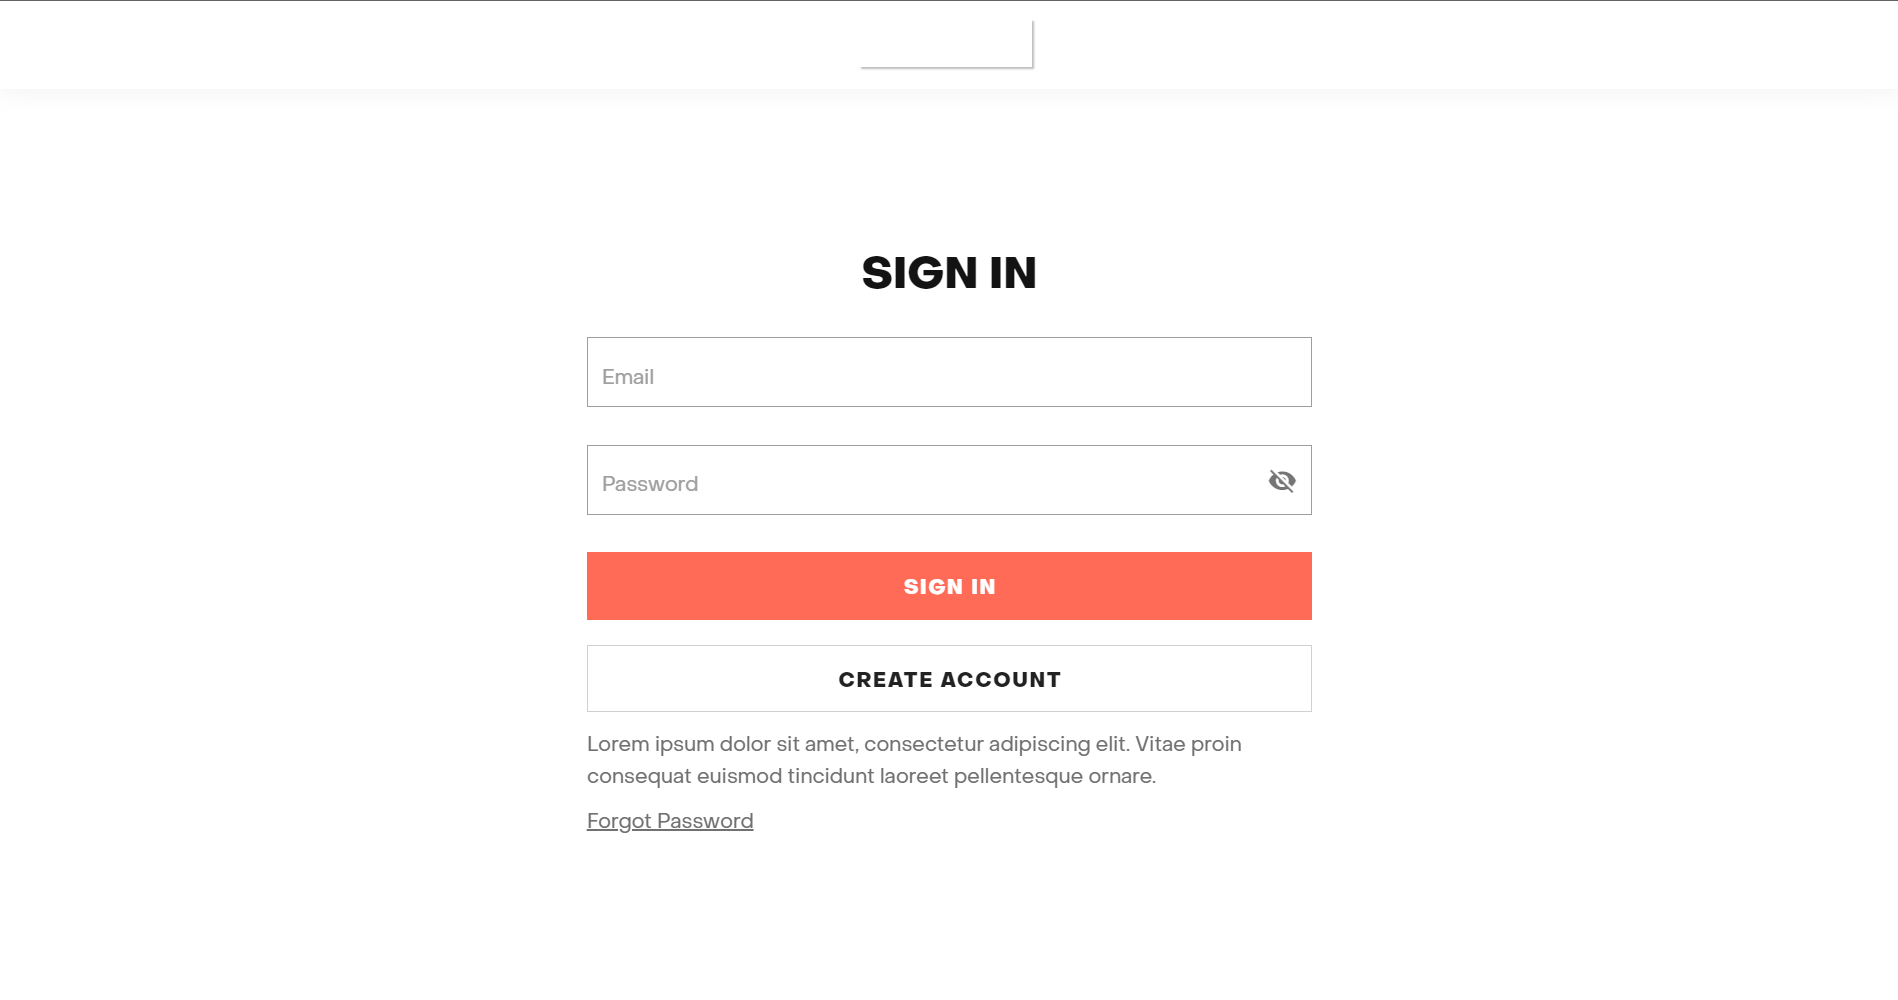 SIGN IN
Email
Password
SIGN IN
CREATE ACCOUNT
Lorem ipsum dolor sit amet, consectetur adipiscing elit. Vitae proin
consequat euismod tincidunt laoreet pellentesque ornare.
Forgot Password